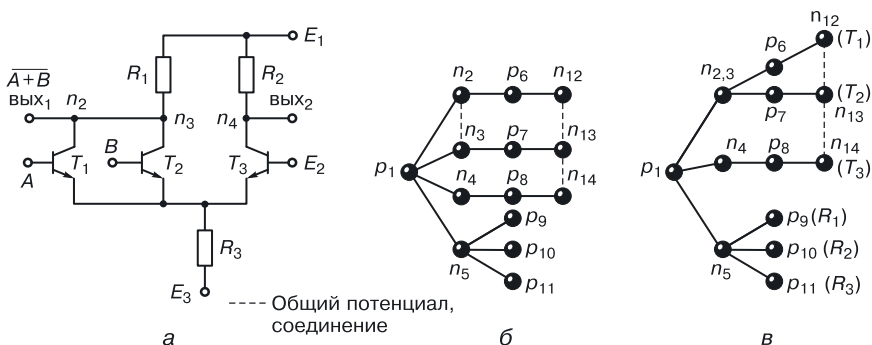 E1
R1
R2
A+B
вых1
n2
n3
n4
вых2
A
T1
B
T2
T3
E2
R3
E3
Общий потенциал,
соединение
а
n2
p6
n12
n3
p7
n13
p1
n4
p8
n14
p9
n5
p10
p11
б
n12
p6
(T1)
n2,3
(T2)
p7
n13
n4
p8
n14
(T3)
p1
p9 (R1)
n5
p10 (R2)
p11 (R3)
в